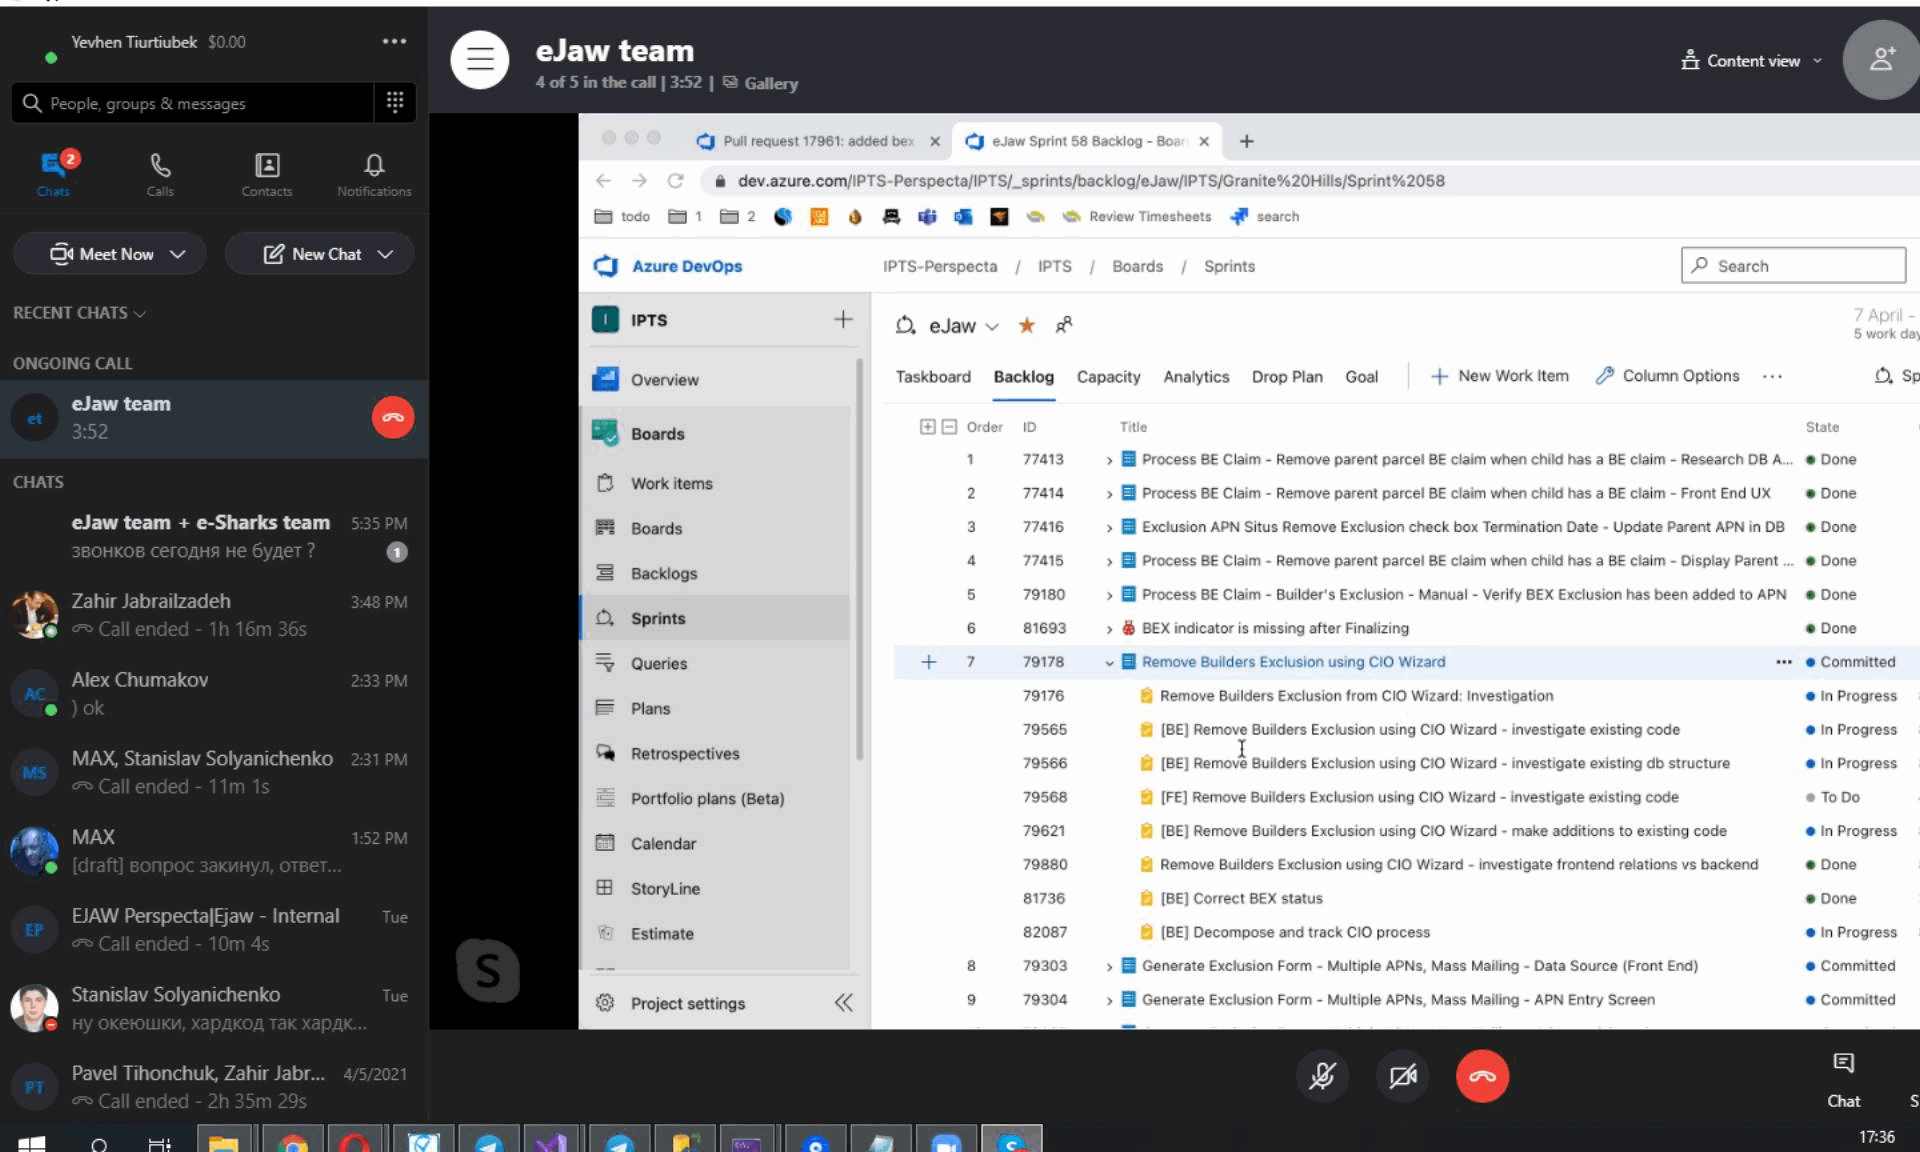 Yevhen Tiurtiubek $0.00
People, groups & messages
2
Chats
Calls
Contacts
Notifications
Meet Now
New Chat
RECENT CHATS
ONGOING CALL
et
eJaw team
3:52
CHATS
eJaw team + e-Sharks team 5:35 PM
звонков сегодня не будет ? 1
Zahir Jabrailzadeh 3:48 PM
Call ended - 1h 16m 36s
AC
Alex Chumakov 2:33 PM
) ok
MS
MAX, Stanislav Solyanichenko 2:31 PM
Call ended - 11m 1s
MAX 1:52 PM
[draft] вопрос закинул, ответ...
EP
EJAW Perspecta|Ejaw - Internal Tue
Call ended - 10m 4s
Stanislav Solyanichenko Tue
ну океюшки, хардкод так хардк...
PT
Pavel Tihonchuk, Zahir Jabr... 4/5/2021
Call ended - 2h 35m 29s
eJaw team
4 of 5 in the call | 3:52 | Gallery
Content view
Pull request 17961: added bex
eJaw Sprint 58 Backlog - Boar
dev.azure.com/IPTS-Perspecta/IPTS/_sprints/backlog/eJaw/IPTS/Granite%20Hills/Sprint%2058
todo 1 2 Review Timesheets search
Azure DevOps
IPTS-Perspecta / IPTS / Boards / Sprints
Search
I IPTS
Overview
Boards
Work items
Boards
Backlogs
Sprints
Queries
Plans
Retrospectives
Portfolio plans (Beta)
Calendar
StoryLine
Estimate
Project settings
eJaw
7 April -
5 work day
Taskboard Backlog Capacity Analytics Drop Plan Goal New Work Item Column Options ... Sp
Order ID Title State
1 77413 Process BE Claim - Remove parent parcel BE claim when child has a BE claim - Research DB A... Done
2 77414 Process BE Claim - Remove parent parcel BE claim when child has a BE claim - Front End UX Done
3 77416 Exclusion APN Situs Remove Exclusion check box Termination Date - Update Parent APN in DB Done
4 77415 Process BE Claim - Remove parent parcel BE claim when child has a BE claim - Display Parent ... Done
5 79180 Process BE Claim - Builder's Exclusion - Manual - Verify BEX Exclusion has been added to APN Done
6 81693 BEX indicator is missing after Finalizing Done
7 79178 Remove Builders Exclusion using CIO Wizard ... Committed
79176 Remove Builders Exclusion from CIO Wizard: Investigation In Progress
79565 [BE] Remove Builders Exclusion using CIO Wizard - investigate existing code In Progress
79566 [BE] Remove Builders Exclusion using CIO Wizard - investigate existing db structure In Progress
79568 [FE] Remove Builders Exclusion using CIO Wizard - investigate existing code To Do
79621 [BE] Remove Builders Exclusion using CIO Wizard - make additions to existing code In Progress
79880 Remove Builders Exclusion using CIO Wizard - investigate frontend relations vs backend Done
81736 [BE] Correct BEX status Done
82087 [BE] Decompose and track CIO process In Progress
8 79303 Generate Exclusion Form - Multiple APNs, Mass Mailing - Data Source (Front End) Committed
9 79304 Generate Exclusion Form - Multiple APNs, Mass Mailing - APN Entry Screen Committed
Chat
S
17:36